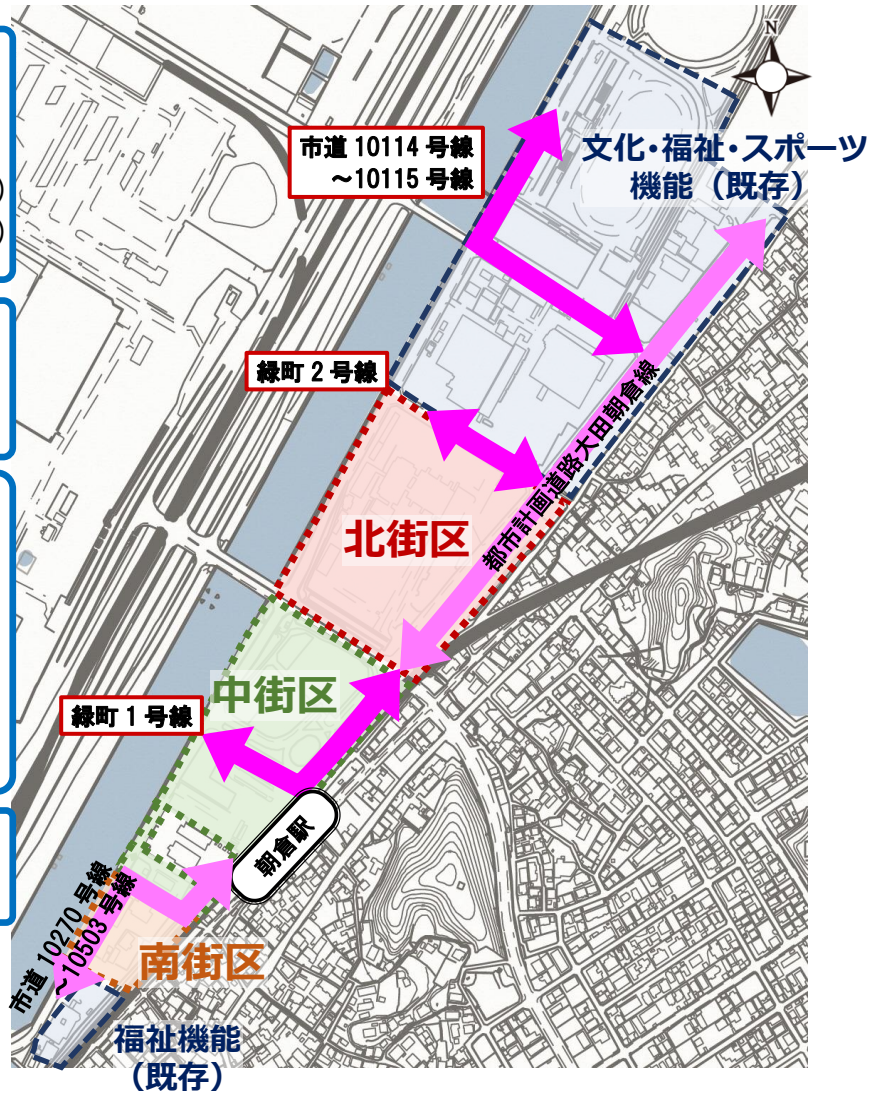 N
市道 10114 号線
～10115 号線
文化・福祉・スポーツ
機能（既存）
緑町 2 号線
都市計画道路大田朝倉線
北街区
中街区
緑町 1 号線
朝倉駅
市道 10270 号線
～10503 号線
南街区
福祉機能
（既存）
)
)